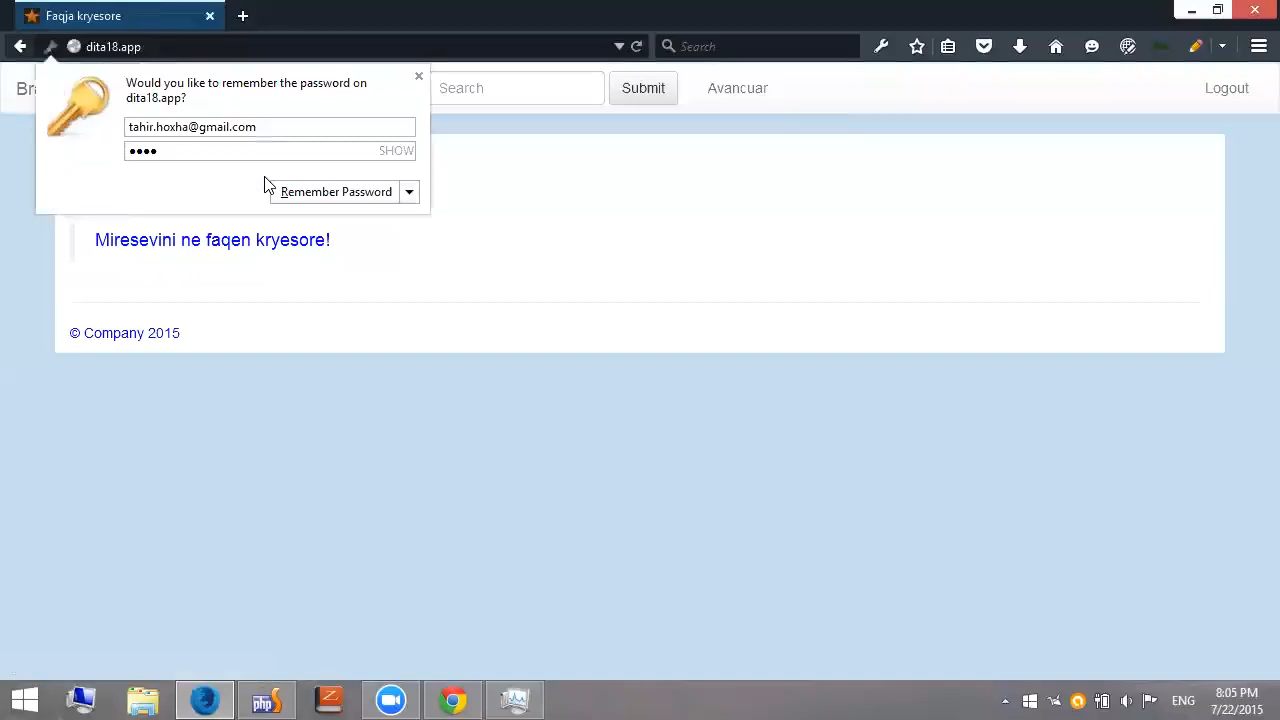 Faqja kryesore
dita18.app
Search
Would you like to remember the password on
dita18.app?
tahir.hoxha@gmail.com
SHOW
Remember Password
Search
Submit
Avancuar
Logout
Miresevini ne faqen kryesore!
© Company 2015
php
ENG
8:05 PM
7/22/2015